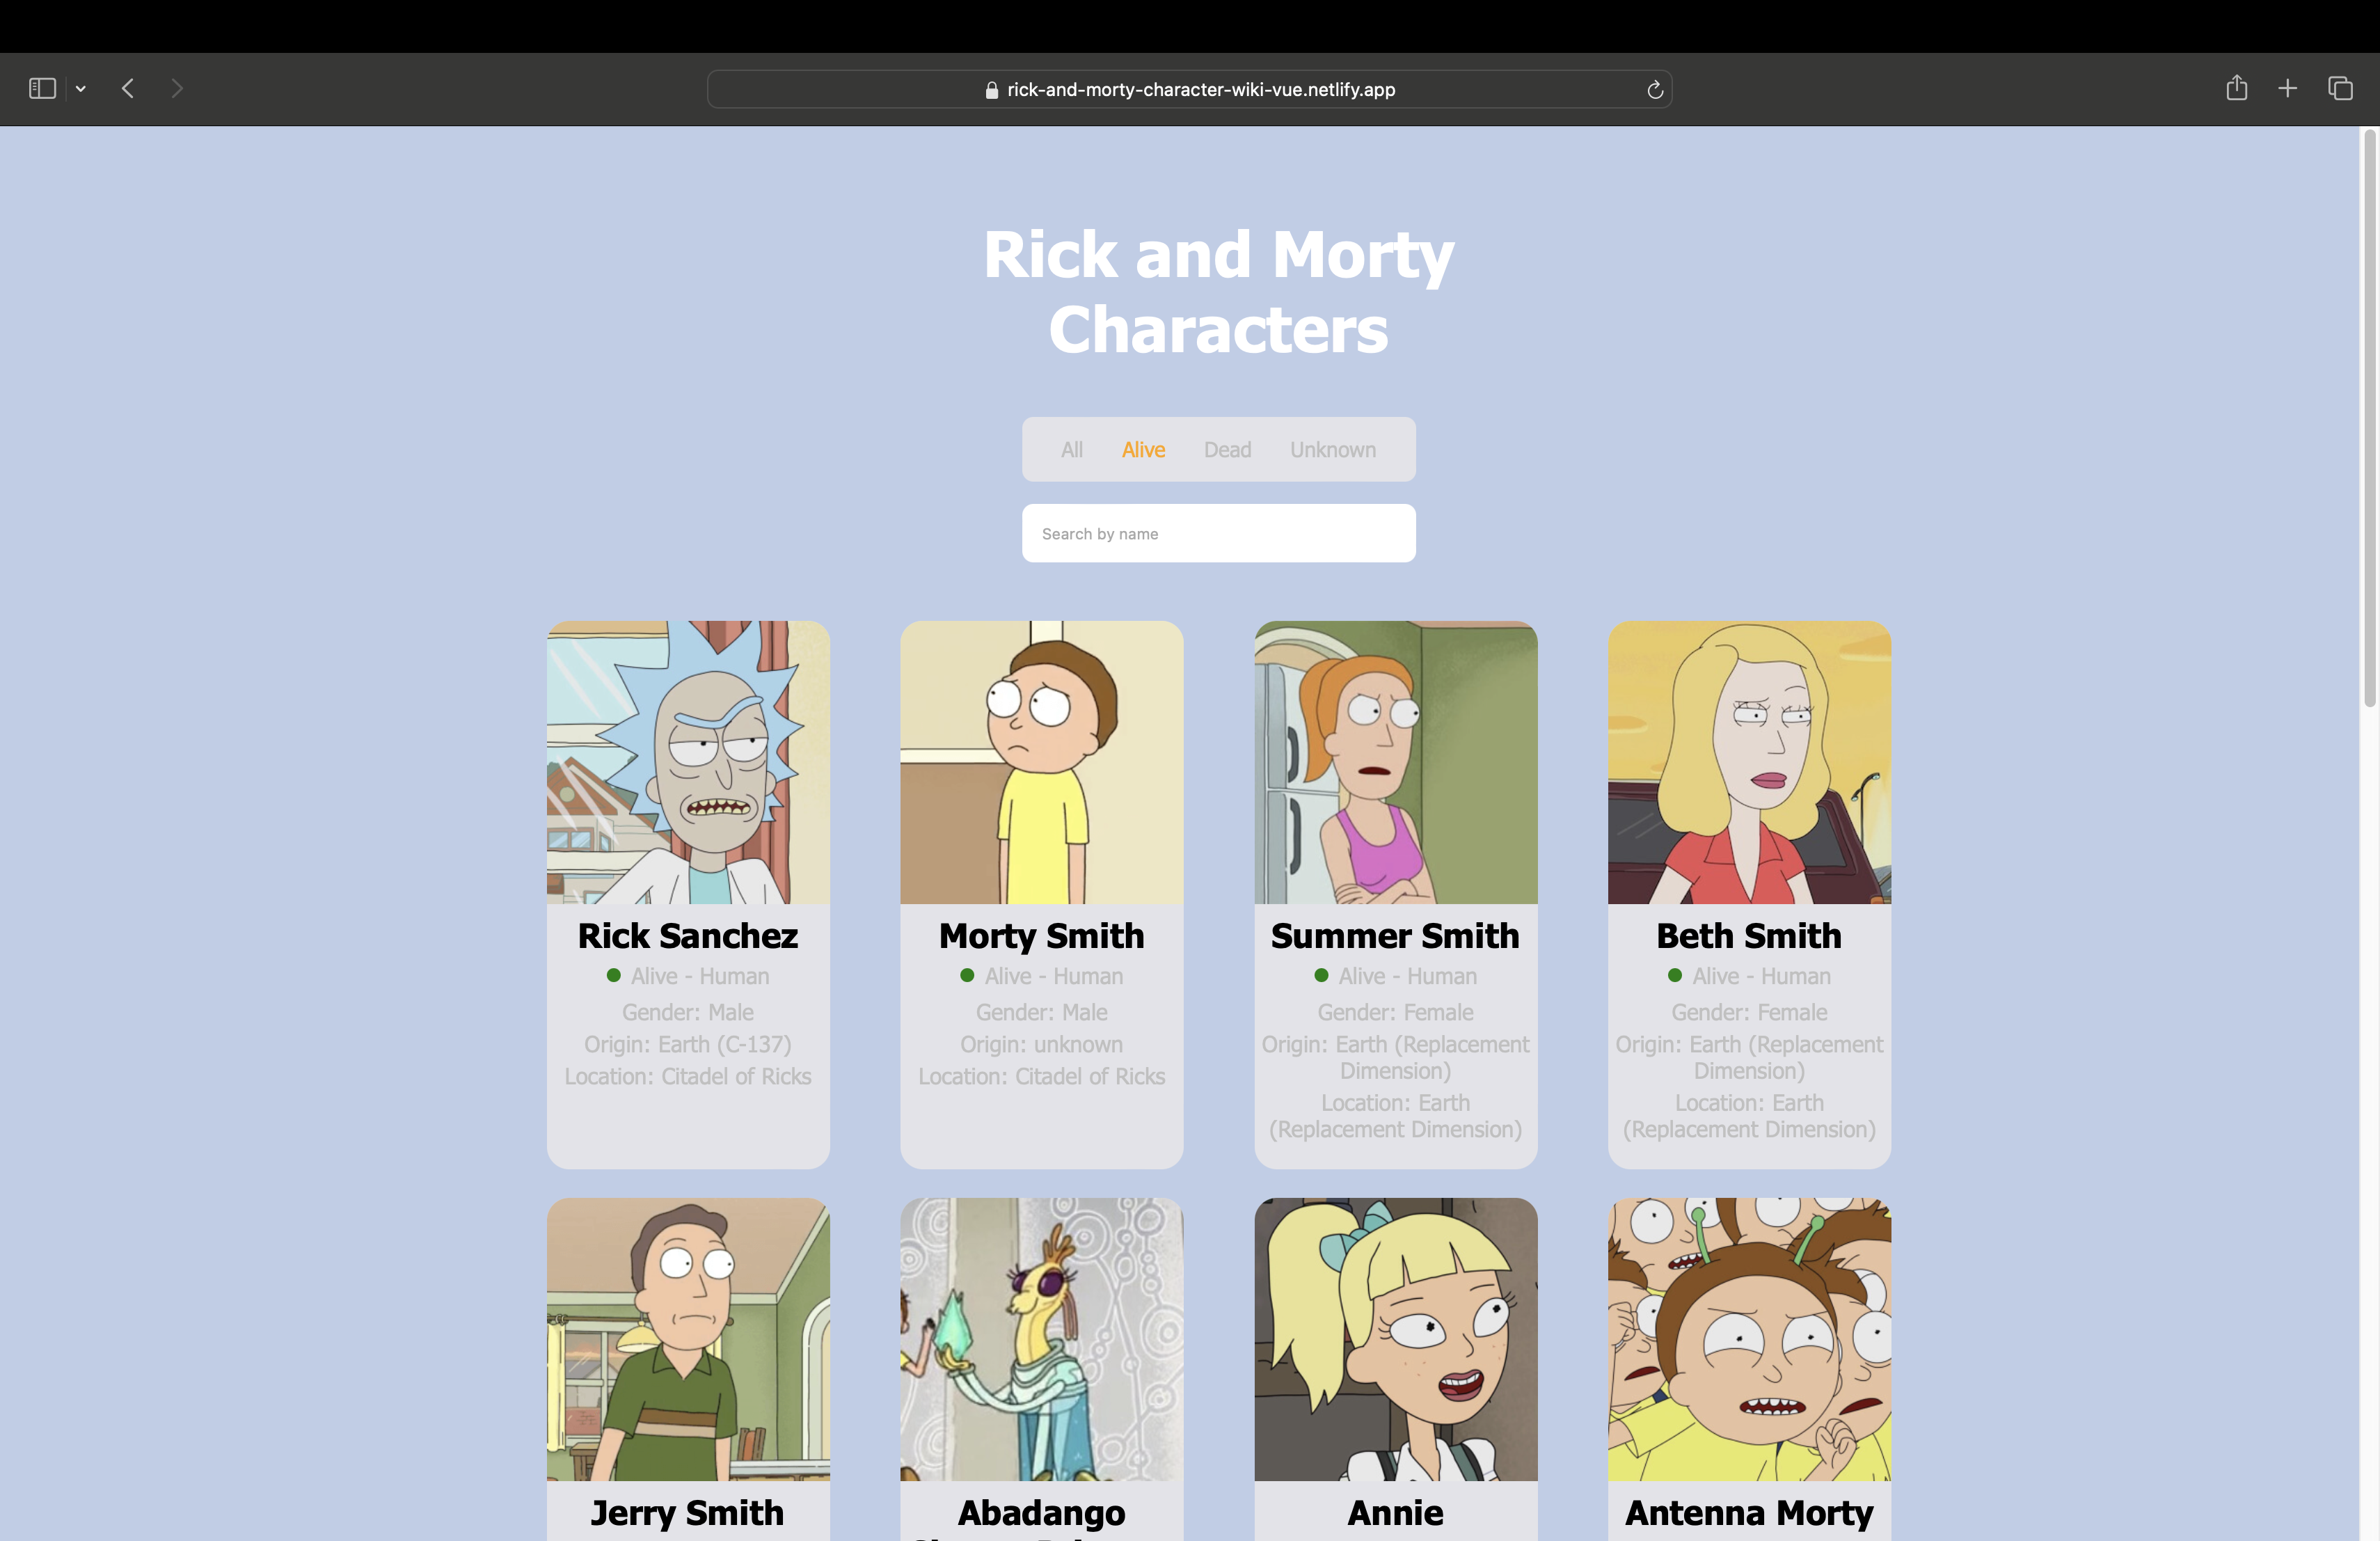 rick-and-morty-character-wiki-vue.netlify.app
Rick and Morty
Characters
All Alive Dead Unknown
Search by name
Rick Sanchez
Alive - Human
Gender: Male
Origin: Earth (C-137)
Location: Citadel of Ricks
Morty Smith
Alive - Human
Gender: Male
Origin: unknown
Location: Citadel of Ricks
Summer Smith
Alive - Human
Gender: Female
Origin: Earth (Replacement
Dimension)
Location: Earth
(Replacement Dimension)
Beth Smith
Alive - Human
Gender: Female
Origin: Earth (Replacement
Dimension)
Location: Earth
(Replacement Dimension)
Jerry Smith
Abadango
Annie
Antenna Morty